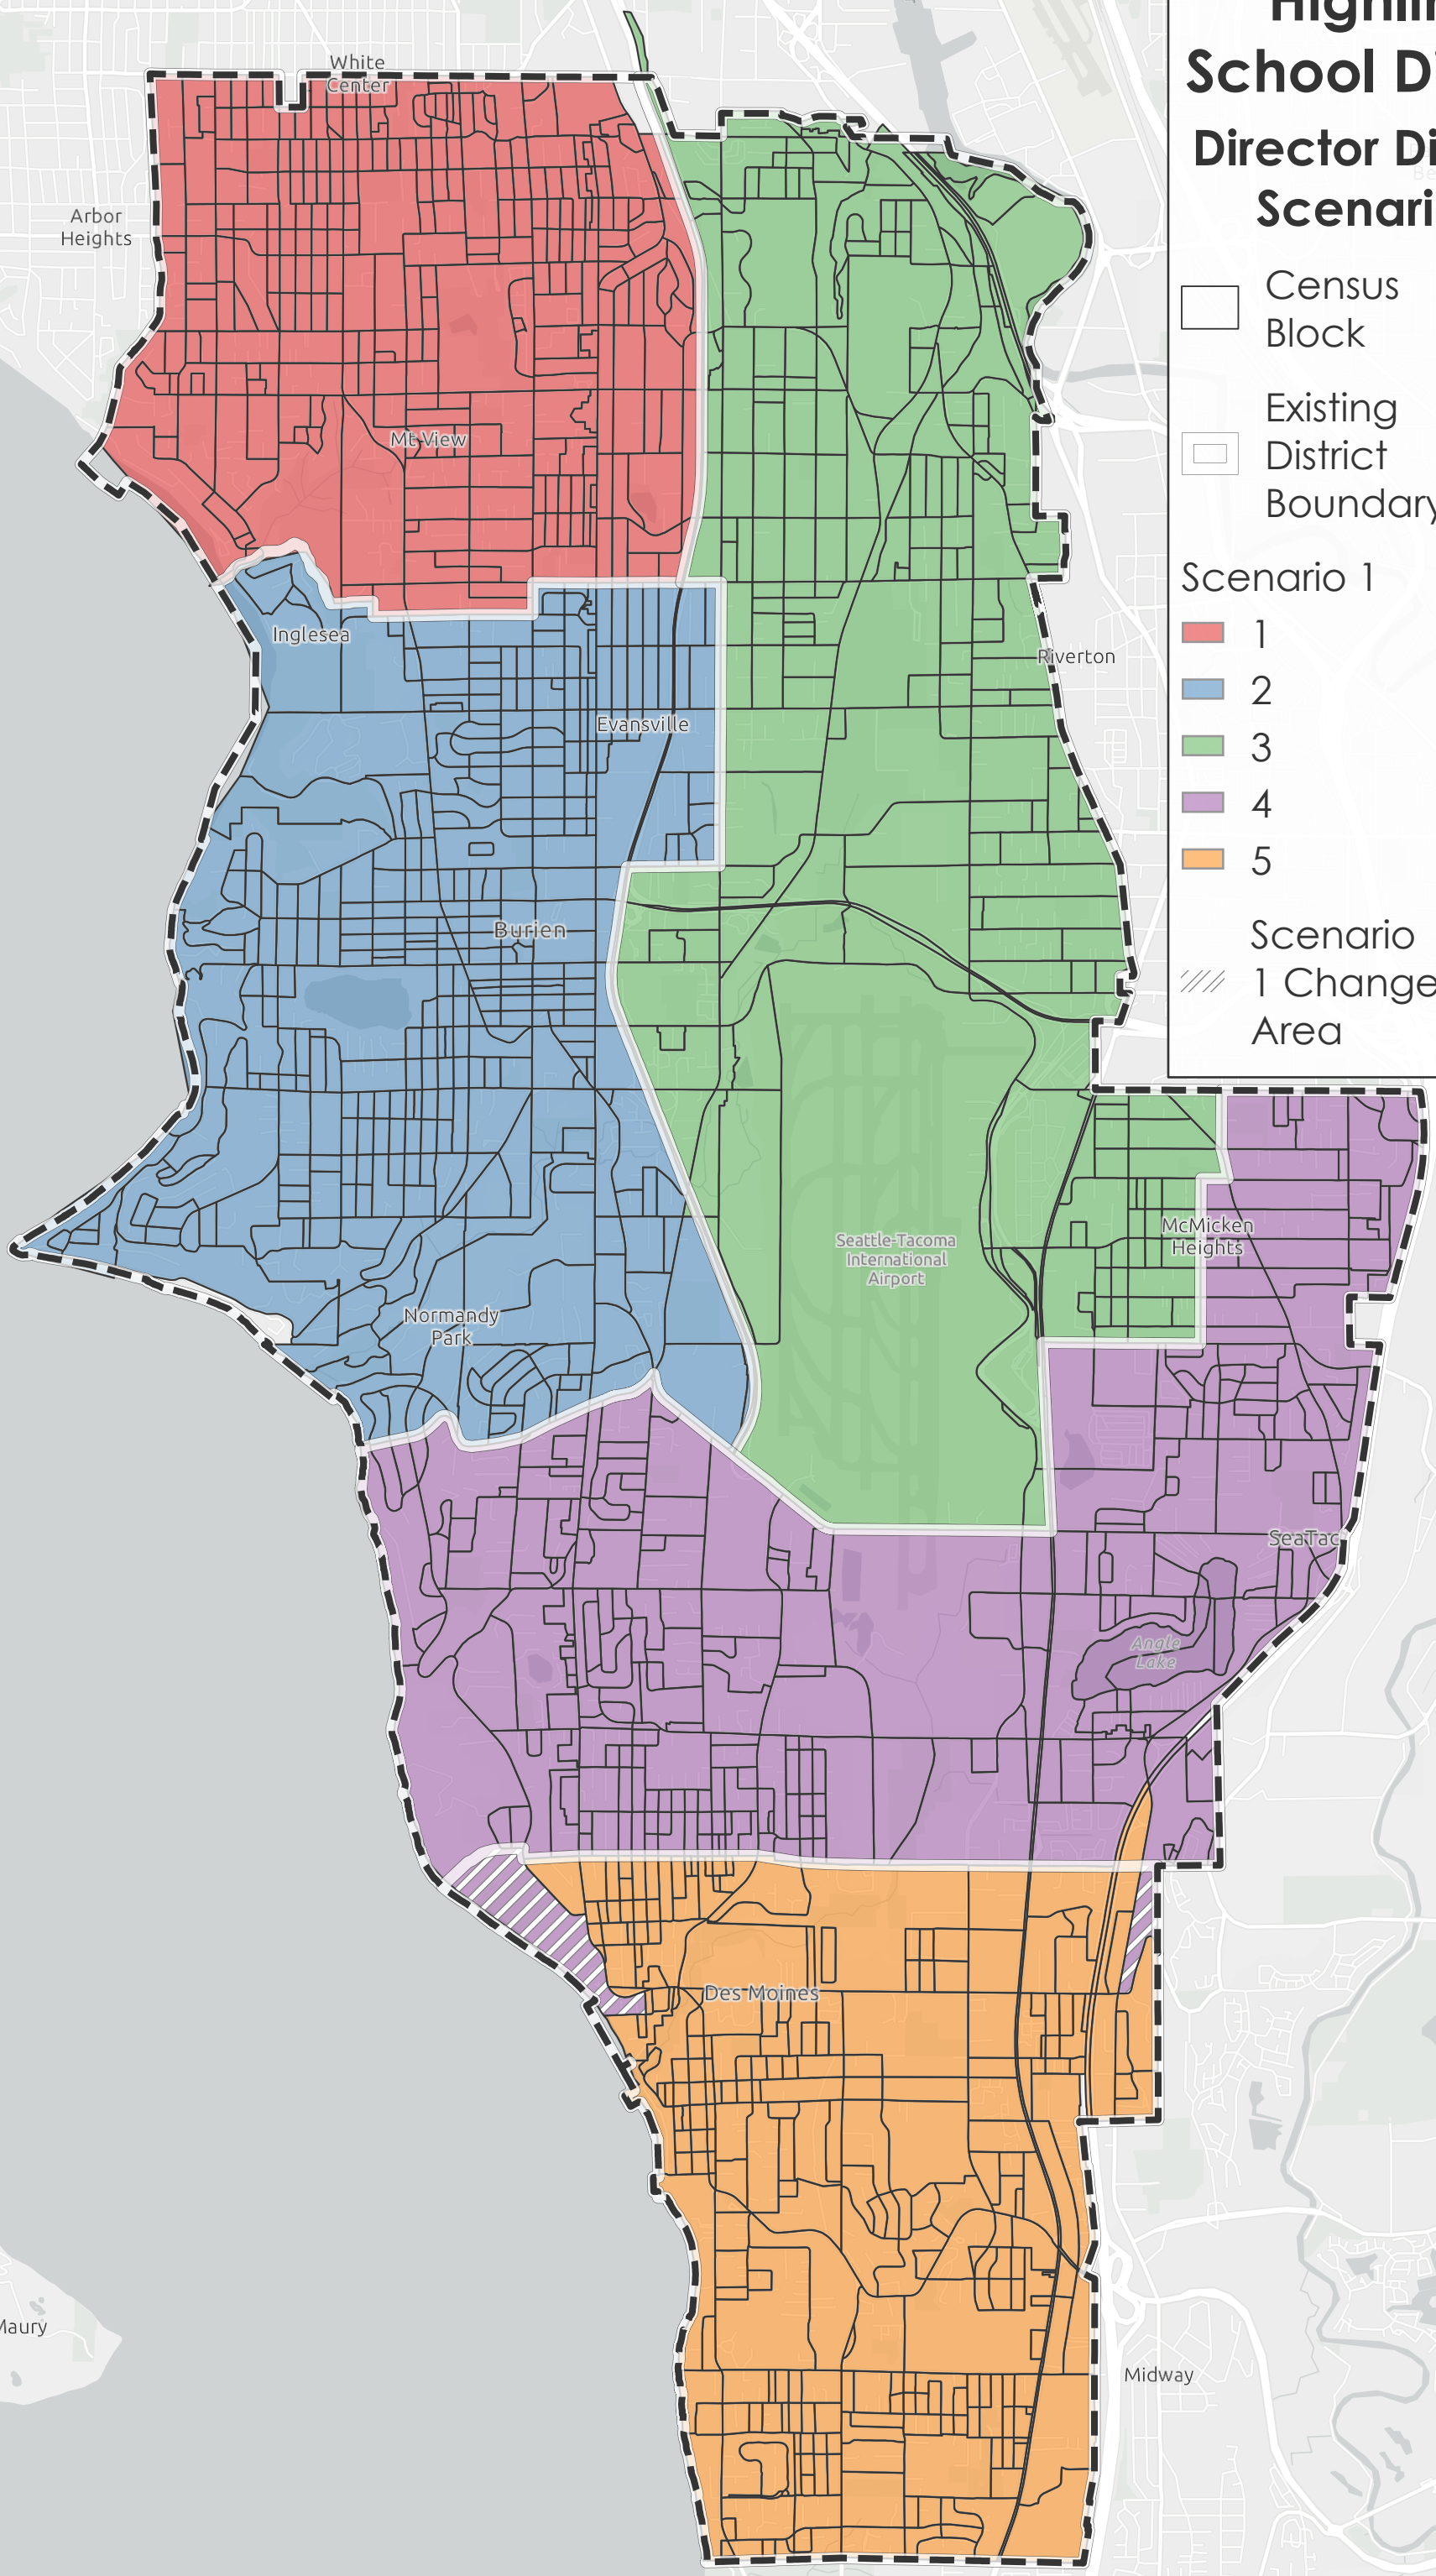 School
Director
Census
Block
Existing
District
Boundary
Scenario 1
1
2
3
4
5
Scenario
1 Change
Area
White
Center
Arbor
Heights
Mt View
Inglesea
Evansville
Riverton
Burien
Seattle-Tacoma
International
Airport
McMicken
Heights
Normandy
Park
SeaTac
Angle
Lake
Des Moines
Maury
Midway